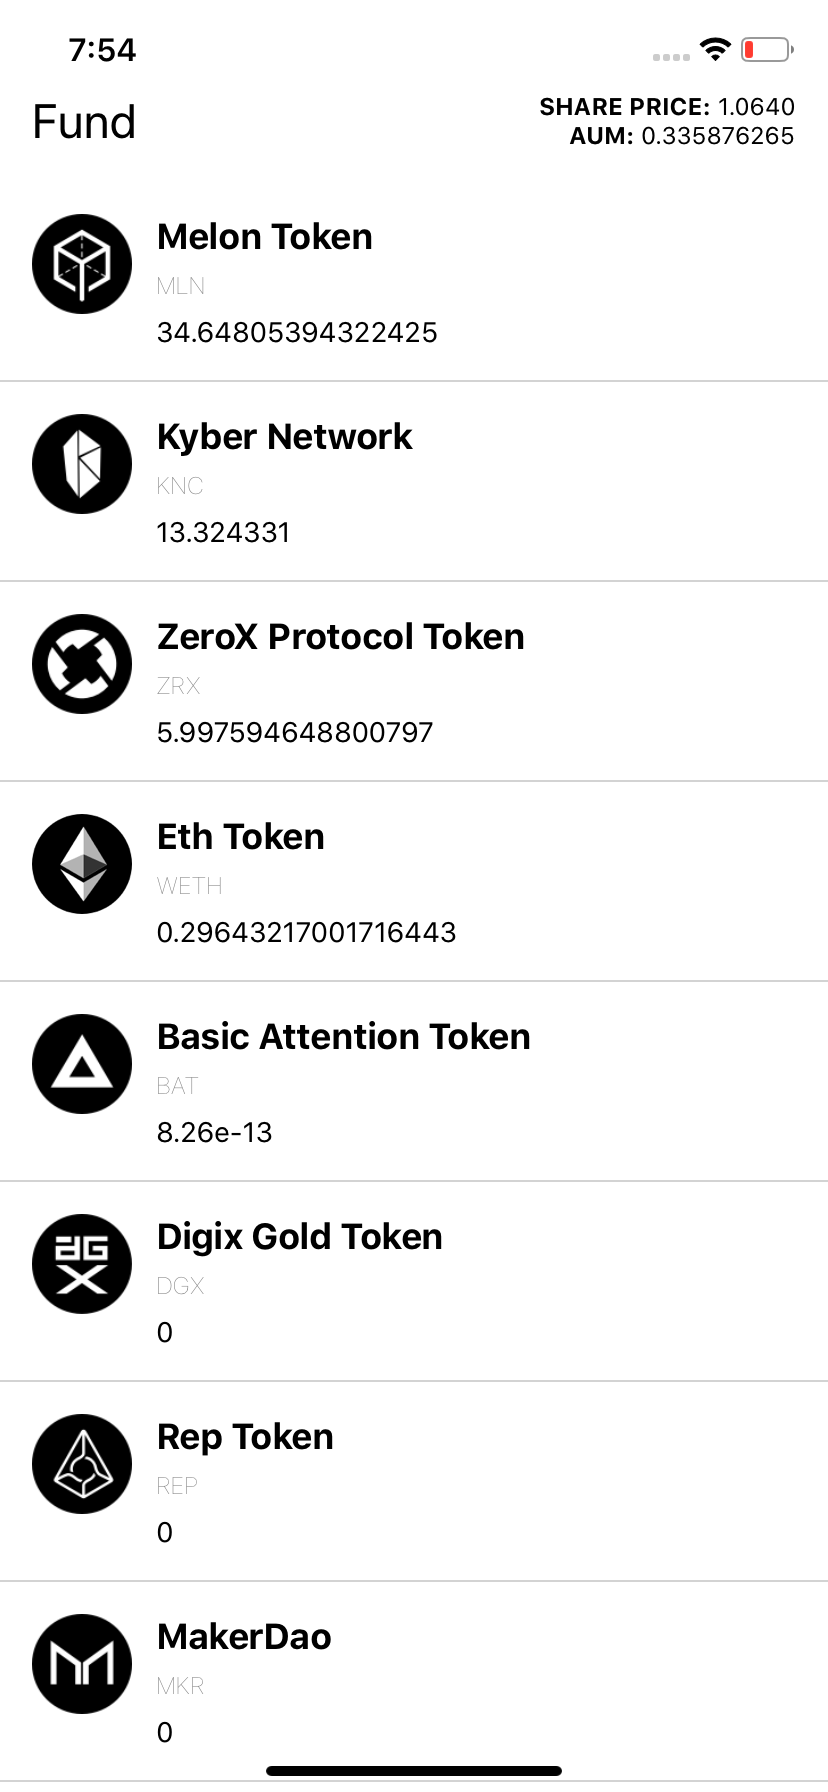 7:54
Fund
SHARE PRICE: 1.0640
AUM: 0.335876265
Melon Token
MLN
34.64805394322425
Kyber Network
KNC
13.324331
ZeroX Protocol Token
ZRX
5.997594648800797
Eth Token
WETH
0.29643217001716443
Basic Attention Token
BAT
8.26e-13
Digix Gold Token
DGX
0
Rep Token
REP
0
MakerDao
MKR
0